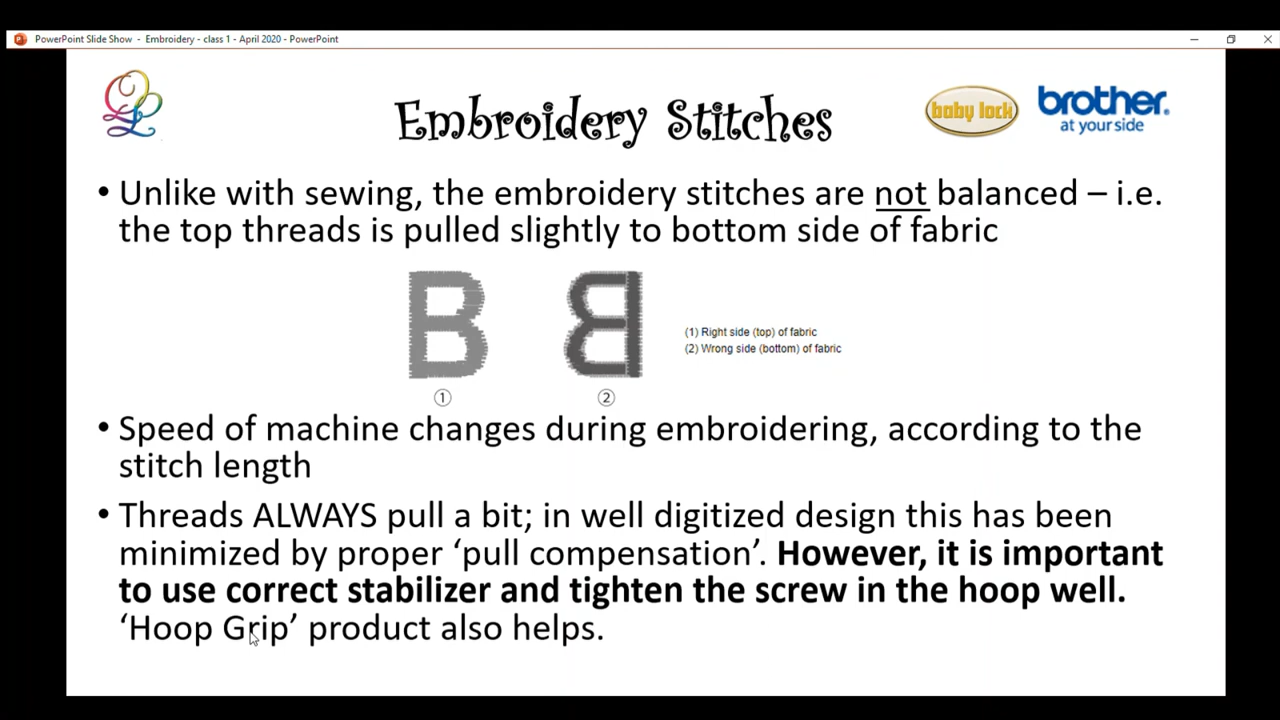 PowerPoint Slide Show - Embroidery - class 1 - April 2020 - PowerPoint
Embroidery Stitches
baby lock
brother
at your side
• Unlike with sewing, the embroidery stitches are not balanced – i.e.
the top threads is pulled slightly to bottom side of fabric
B B
(1) Right side (top) of fabric
(2) Wrong side (bottom) of fabric
① ②
• Speed of machine changes during embroidering, according to the
stitch length
• Threads ALWAYS pull a bit; in well digitized design this has been
minimized by proper ‘pull compensation’. However, it is important
to use correct stabilizer and tighten the screw in the hoop well.
‘Hoop Grip’ product also helps.